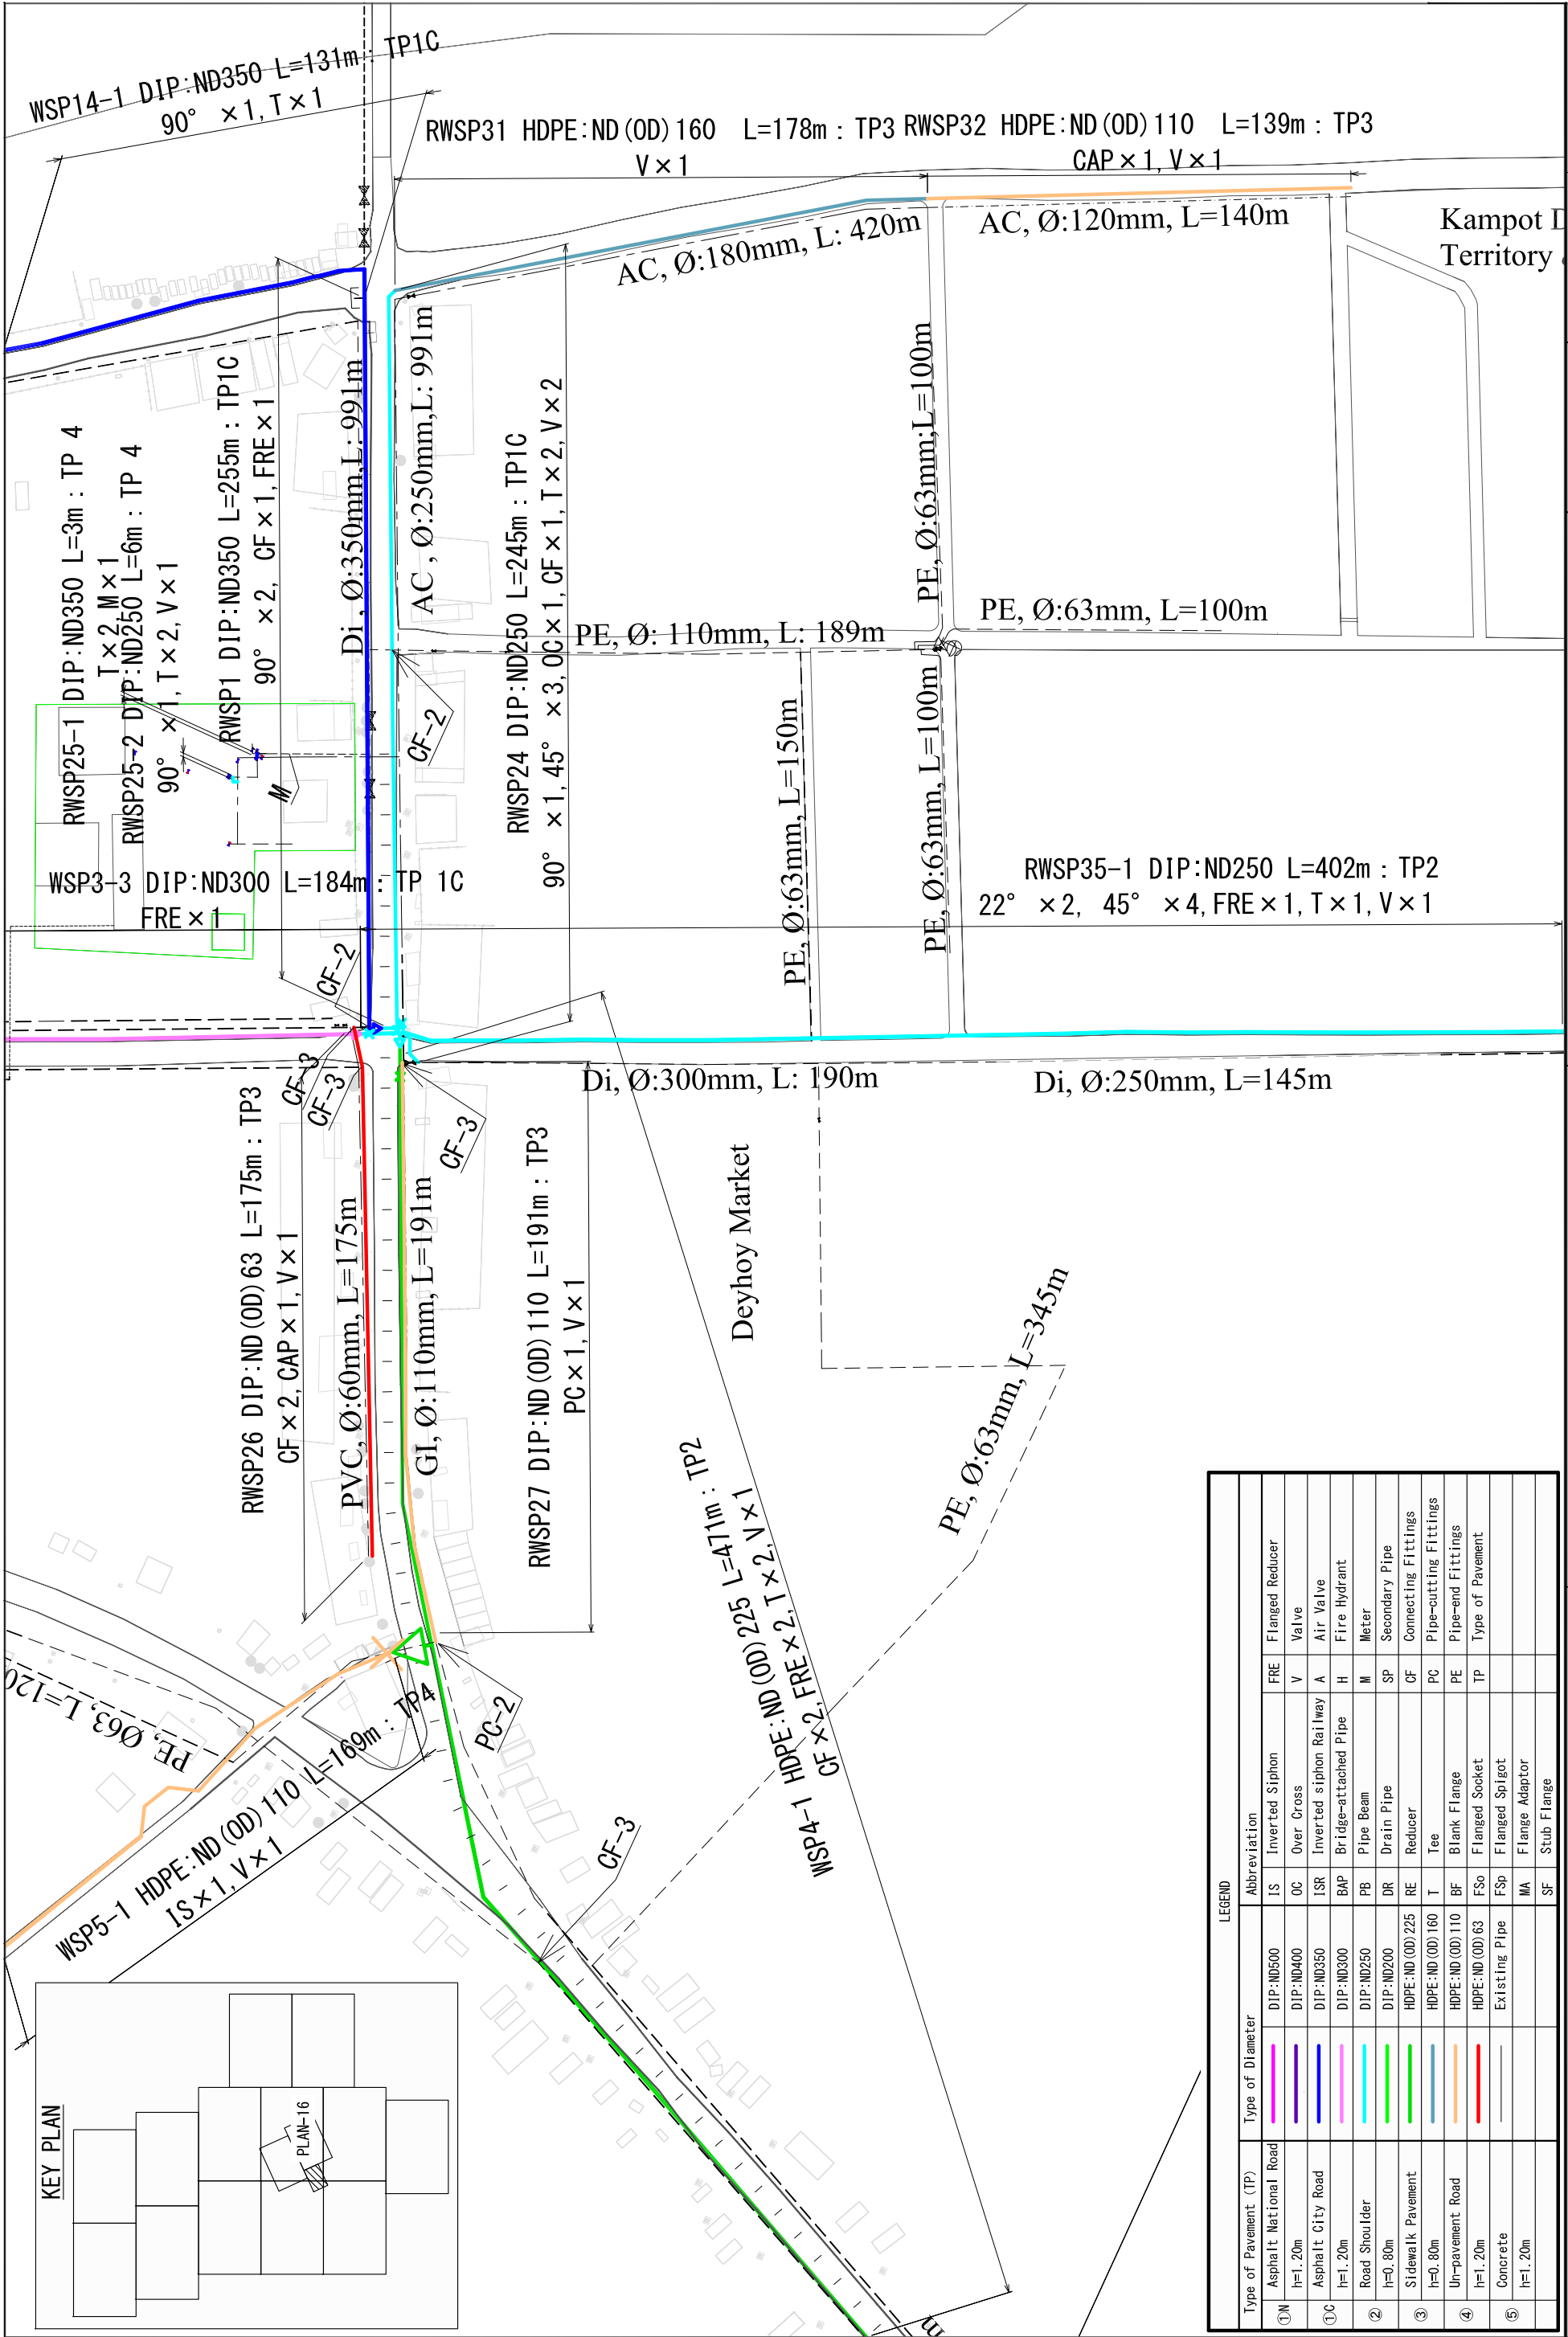 WSP14-1 DIP:ND350 L=131m : TP1C
90° ×1, T×1
RWSP31 HDPE:ND(OD)160 L=178m : TP3
V×1
RWSP32 HDPE:ND(OD)110 L=139m : TP3
CAP×1, V×1
AC, Ø:180mm, L: 420m
AC, Ø:120mm, L=140m
Kampot
Territory
RWSP25-1 DIP:ND350 L=3m : TP 4
T×2, M×1
RWSP25-2 DIP:ND250 L=6m : TP 4
90° ×1, T×2, V×1
RWSP1 DIP:ND350 L=255m : TP1C
90° ×2, CF×1, FRE×1
Di, Ø:350mm,L: 991m
AC, Ø:250mm,L: 991m
RWSP24 DIP:ND250 L=245m : TP1C
90° ×1, 45° ×3, OC×1, CF×1, T×2, V×2
PE, Ø:63mm,L=100m
PE, Ø: 110mm, L: 189m
PE, Ø:63mm, L=100m
PE, Ø:63mm, L=150m
PE, Ø:63mm, L=100m
CF-2
M
WSP3-3 DIP:ND300 L=184m : TP 1C
FRE×1
RWSP35-1 DIP:ND250 L=402m : TP2
22° ×2, 45° ×4, FRE×1, T×1, V×1
CF-2
CF-3
CF-3
CF-3
Di, Ø:300mm, L: 190m
Di, Ø:250mm, L=145m
RWSP26 DIP:ND(OD)63 L=175m : TP3
CF×2, CAP×1, V×1
PVC, Ø:60mm, L=175m
GI, Ø:110mm, L=191m
RWSP27 DIP:ND(OD)110 L=191m : TP3
PC×1, V×1
Deyhoy Market
PE, Ø:63mm, L=345m
WSP4-1 HDPE:ND(OD)225 L=471m : TP2
CF×2, FRE×2, T×2, V×1
PE, Ø63, L=120
PC-2
CF-3
WSP5-1 HDPE:ND(OD)110 L=169m : TP4
IS×1, V×1
m
KEY PLAN
PLAN-16
LEGEND
Type of Pavement (TP) Type of Diameter Abbreviation
①N Asphalt National Road DIP:ND500 IS Inverted Siphon FRE Flanged Reducer
h=1.20m DIP:ND400 OC Over Cross V Valve
①C Asphalt City Road DIP:ND350 ISR Inverted siphon Railway A Air Valve
h=1.20m DIP:ND300 BAP Bridge-attached Pipe H Fire Hydrant
② Road Shoulder DIP:ND250 PB Pipe Beam M Meter
h=0.80m DIP:ND200 DR Drain Pipe SP Secondary Pipe
③ Sidewalk Pavement HDPE:ND(OD)225 RE Reducer CF Connecting Fittings
h=0.80m HDPE:ND(OD)160 T Tee PC Pipe-cutting Fittings
④ Un-pavement Road HDPE:ND(OD)110 BF Blank Flange PE Pipe-end Fittings
h=1.20m HDPE:ND(OD)63 FSo Flanged Socket TP Type of Pavement
⑤ Concrete Existing Pipe FSp Flanged Spigot
h=1.20m MA Flange Adaptor
SF Stub Flange